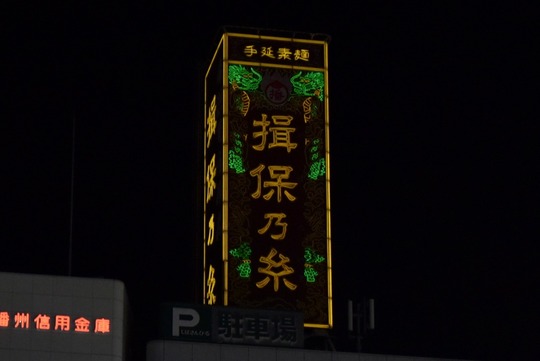 手延素麺
揖保乃糸
揖保乃糸
播州信用金庫
P 駐車場